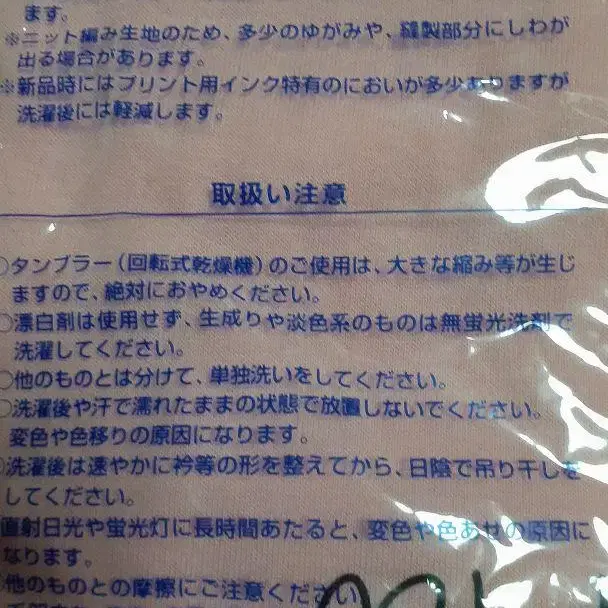 ます。
※ニット編み生地のため、多少のゆがみや、縫製部分にしわが
出る場合があります。
※新品時にはプリント用インク特有のにおいが多少ありますが
洗濯後には軽減します。
取扱い注意
○タンブラー(回転式乾燥機)のご使用は、大きな縮み等が生じ
ますので、絶対におやめください。
○漂白剤は使用せず、生成りや淡色系のものは無蛍光洗剤で
洗濯してください。
○他のものとは分けて、単独洗いをしてください。
○洗濯後や汗で濡れたままの状態で放置しないでください。
変色や色移りの原因になります。
○洗濯後は速やかに衿等の形を整えてから、日陰で吊り干しを
してください。
直射日光や蛍光灯に長時間あたると、変色や色あせの原因に
なります。
他のものとの摩擦にご注意ください